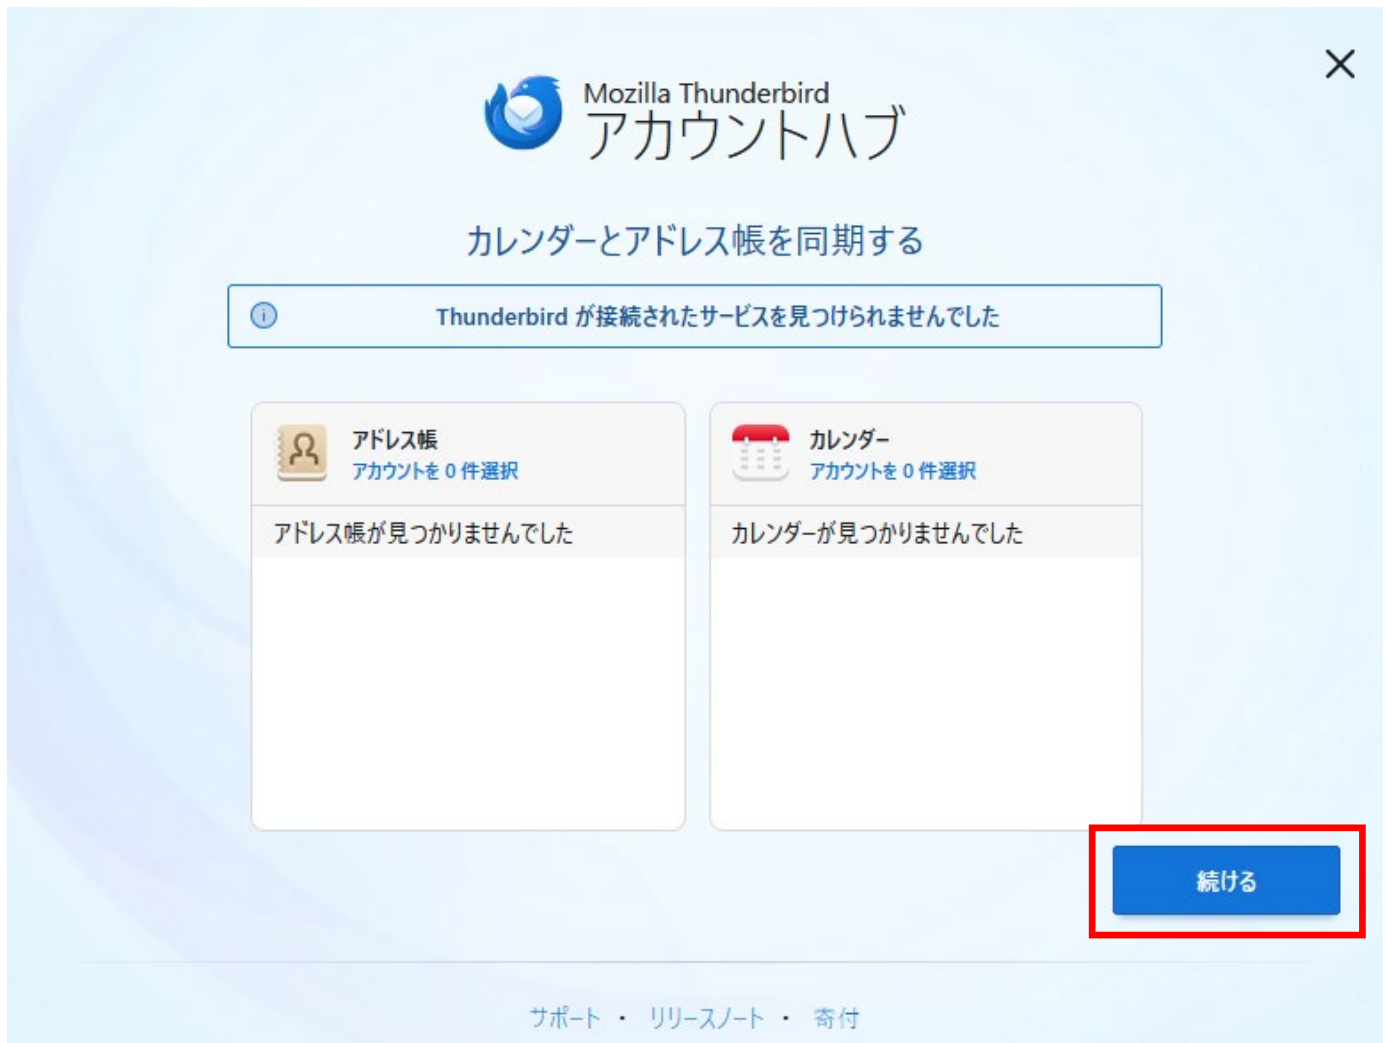 Mozilla Thunderbird
アカウントハブ
カレンダーとアドレス帳を同期する
Thunderbird が接続されたサービスを見つけられませんでした
アドレス帳
アカウントを 0 件選択
アドレス帳が見つかりませんでした
カレンダー
アカウントを 0 件選択
カレンダーが見つかりませんでした
続ける
サポート ・ リリースノート ・ 寄付